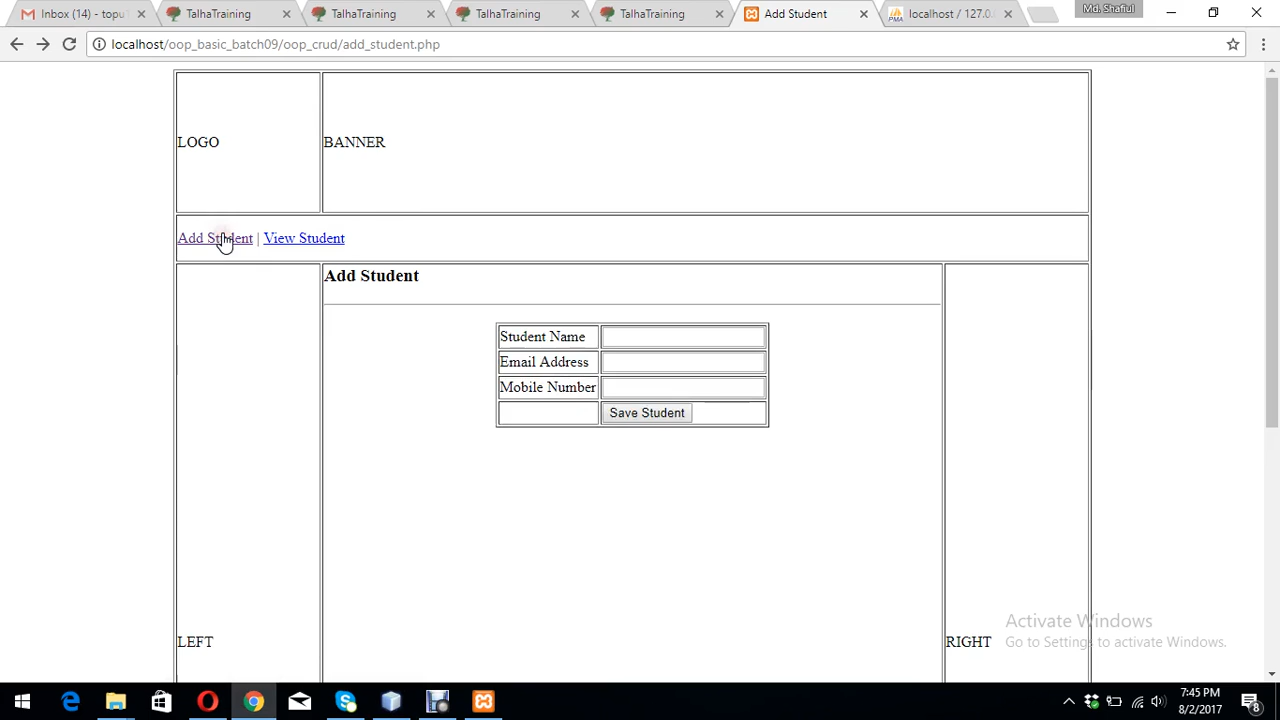 Inbox (14) - topu
TalhaTraining
TalhaTraining
TalhaTraining
TalhaTraining
Add Student
localhost / 127.0.
Md, Shafiul
localhost/oop_basic_batch09/oop_crud/add_student.php
LOGO
BANNER
Add Student | View Student
Add Student
Student Name
Email Address
Mobile Number
Save Student
LEFT
RIGHT
Activate Windows
Go to Settings to activate Windows.
7:45 PM
8/2/2017
8